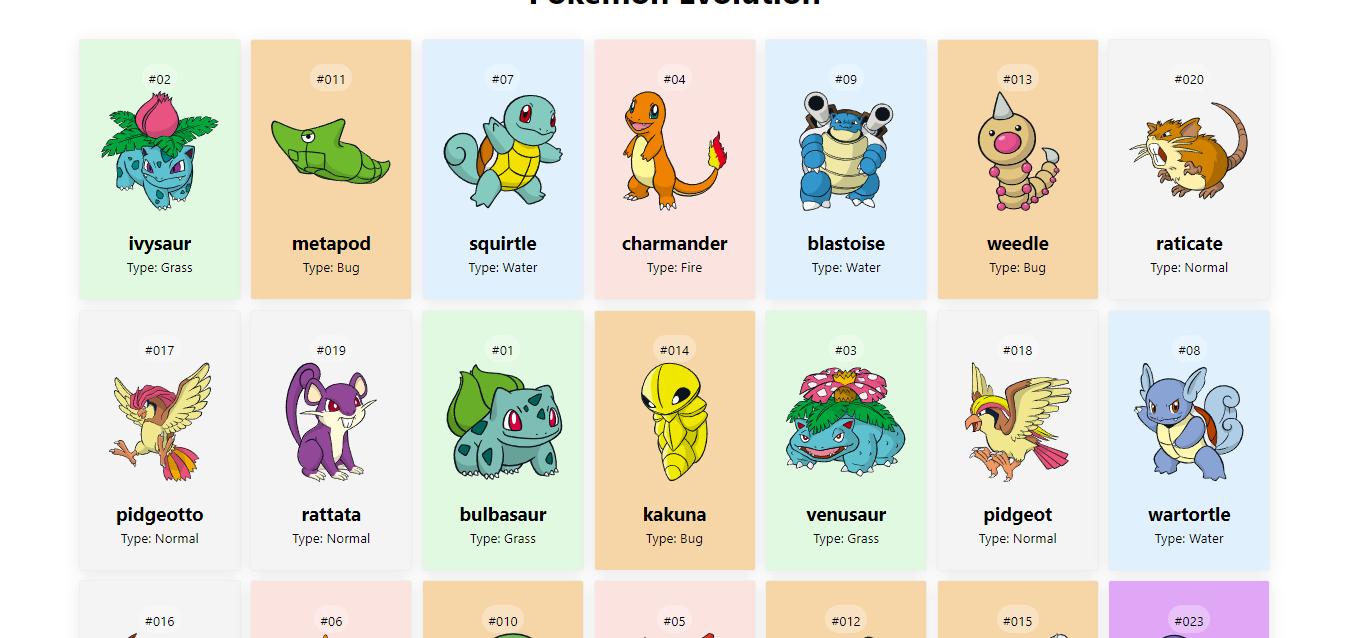 Pokemon Evolution
#02
ivysaur
Type: Grass
#011
metapod
Type: Bug
#07
squirtle
Type: Water
#04
charmander
Type: Fire
#09
blastoise
Type: Water
#013
weedle
Type: Bug
#020
raticate
Type: Normal
#017
pidgeotto
Type: Normal
#019
rattata
Type: Normal
#01
bulbasaur
Type: Grass
#014
kakuna
Type: Bug
#03
venusaur
Type: Grass
#018
pidgeot
Type: Normal
#08
wartortle
Type: Water
#016
#06
#010
#05
#012
#015
#023